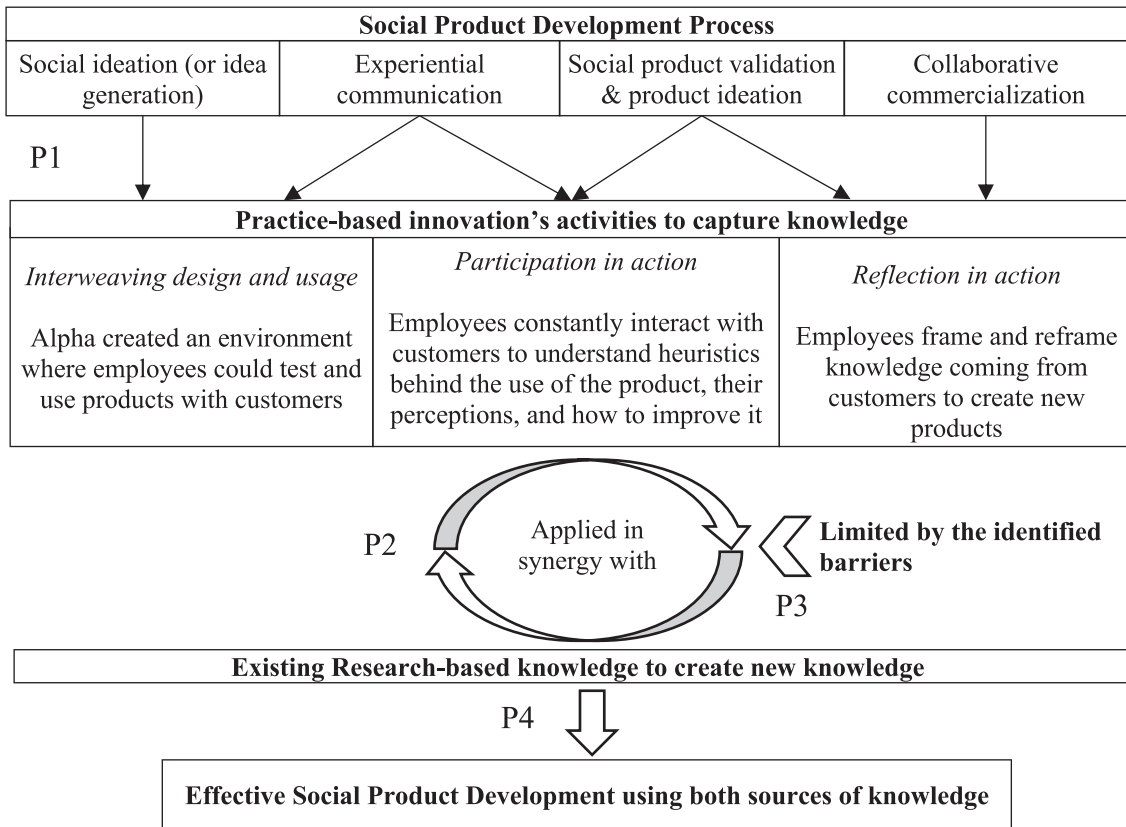 Social Product Development Process
Social ideation (or idea
generation)
Experiential
communication
Social product validation
& product ideation
Collaborative
commercialization
P1
Practice-based innovation’s activities to capture knowledge
Interweaving design and usage
Alpha created an environment
where employees could test and
use products with customers
Participation in action
Employees constantly interact with
customers to understand heuristics
behind the use of the product, their
perceptions, and how to improve it
Reflection in action
Employees frame and reframe
knowledge coming from
customers to create new
products
P2
Applied in
synergy with
Limited by the identified
barriers
P3
Existing Research-based knowledge to create new knowledge
P4
Effective Social Product Development using both sources of knowledge